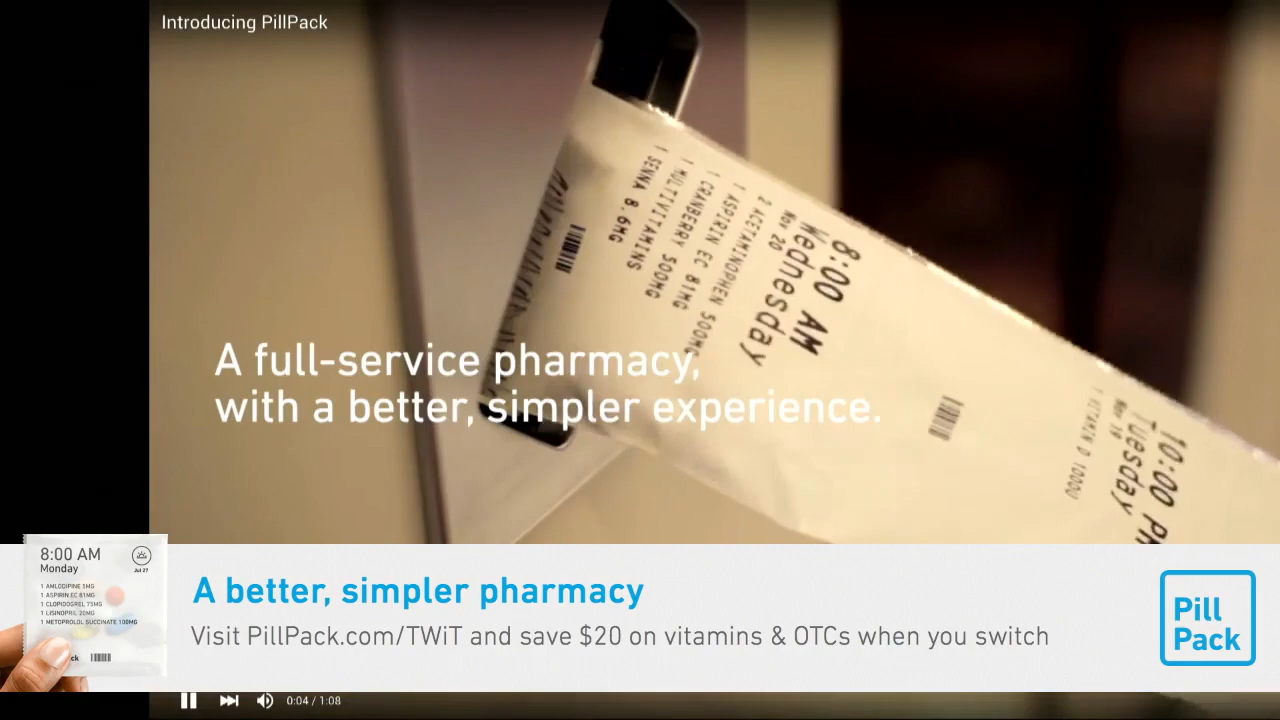 Introducing PillPack
8:00 AM
Wednesday
Nov 20
2 ACETAMINOPHEN 500MG
1 ASPIRIN EC 81MG
1 CRANBERRY 500MG
1 MULTIVITAMINS
1 SENNA 8.6MG
10:00 PM
Tuesday
Nov 19
1 VITAMIN D 1000U
A full-service pharmacy,
with a better, simpler experience.
8:00 AM
Monday
Jul 27
1 AMLODIPINE 5MG
1 ASPIRIN EC 81MG
1 CLOPIDOGREL 75MG
1 LISINOPRIL 20MG
1 METOPROLOL SUCCINATE 100MG
ck
A better, simpler pharmacy
Visit PillPack.com/TWiT and save $20 on vitamins & OTCs when you switch
Pill
Pack
0:04 / 1:08